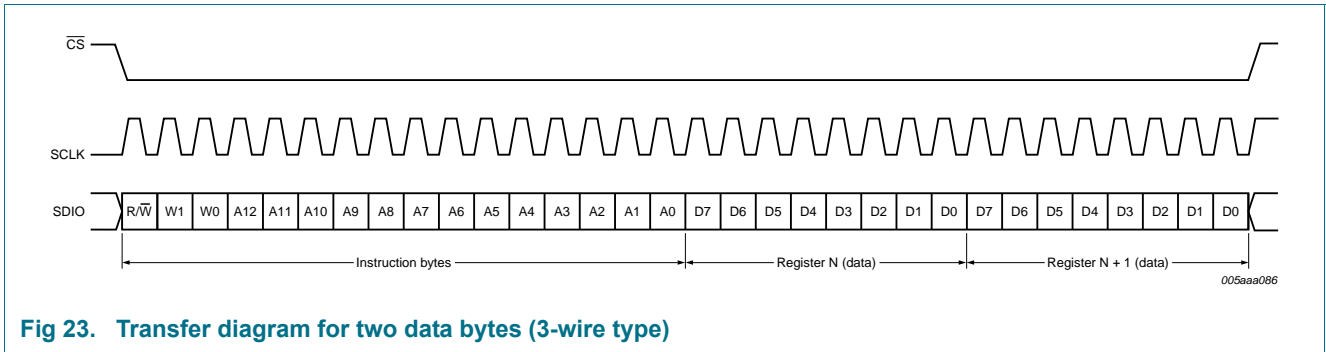 CS
SCLK
SDIO R/W W1 W0 A12 A11 A10 A9 A8 A7 A6 A5 A4 A3 A2 A1 A0 D7 D6 D5 D4 D3 D2 D1 D0 D7 D6 D5 D4 D3 D2 D1 D0
Instruction bytes Register N (data) Register N + 1 (data)
005aaa086
Fig 23. Transfer diagram for two data bytes (3-wire type)